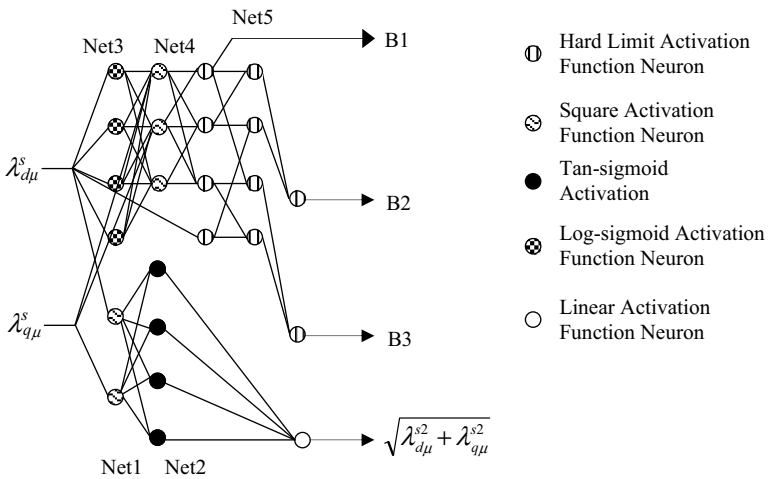 Net5
Net3
Net4
B1
λ^s_{dμ}
B2
λ^s_{qμ}
B3
√(λ^{s2}_{dμ} + λ^{s2}_{qμ})
Net1
Net2
Hard Limit Activation
Function Neuron
Square Activation
Function Neuron
Tan-sigmoid
Activation
Log-sigmoid Activation
Function Neuron
Linear Activation
Function Neuron